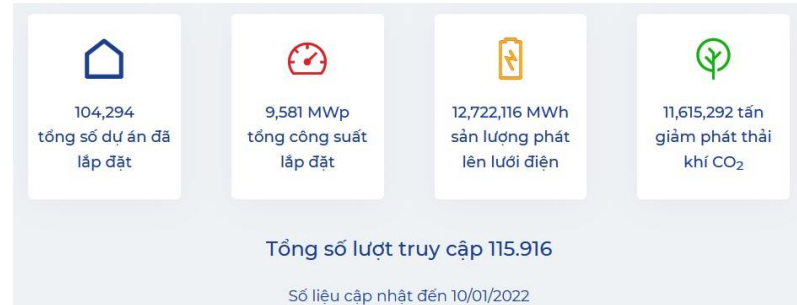 104,294
tổng số dự án đã
lắp đặt
9,581 MWp
tổng công suất
lắp đặt
12,722,116 MWh
sản lượng phát
lên lưới điện
11,615,292 tấn
giảm phát thải
khí CO₂
Tổng số lượt truy cập 115.916
Số liệu cập nhật đến 10/01/2022